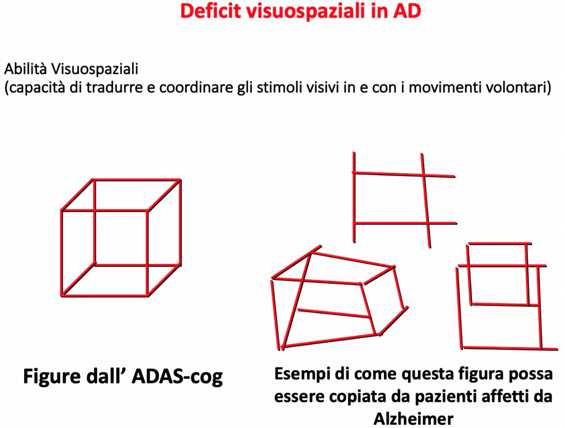 Deficit visuospaziali in AD
Abilità Visuospaziali
(capacità di tradurre e coordinare gli stimoli visivi in e con i movimenti volontari)
Figure dall' ADAS-cog
Esempi di come questa figura possa
essere copiata da pazienti affetti da
Alzheimer